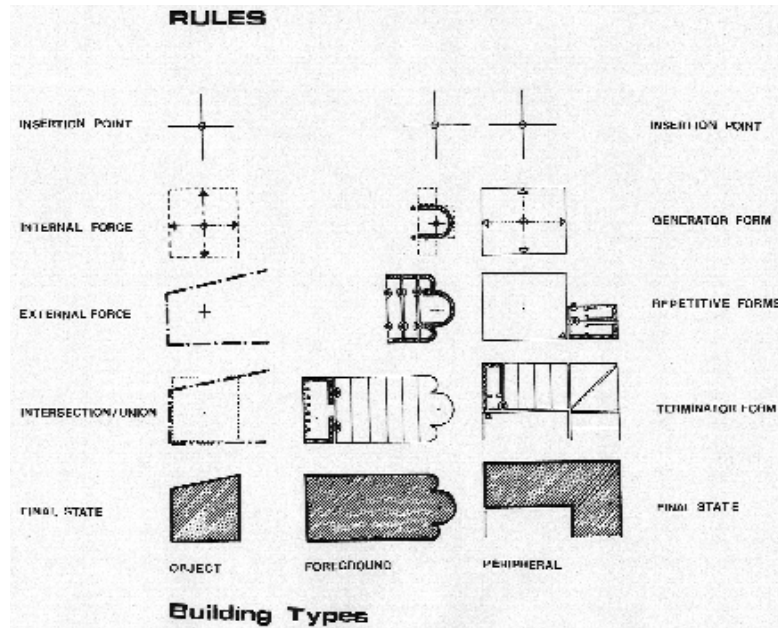 RULES
INSERTION POINT
INSERTION POINT
INTERNAL FORCE
GENERATOR FORM
EXTERNAL FORCE
REPETITIVE FORMS
INTERSECTION/UNION
TERMINATOR FORM
FINAL STATE
FINAL STATE
OBJECT
FOREGROUND
PERIPHERAL
Building Types